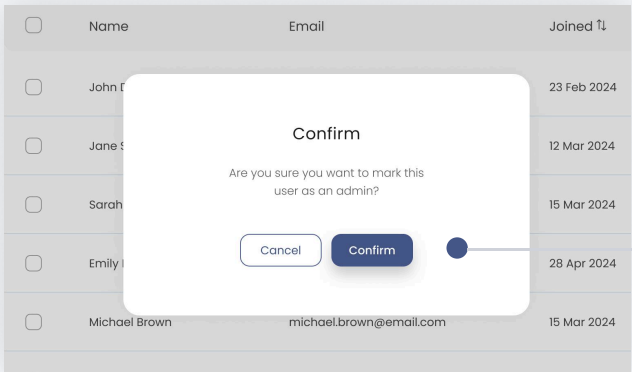 Name Email Joined
John 23 Feb 2024
Confirm
Jane 12 Mar 2024
Are you sure you want to mark this
user as an admin?
Sarah 15 Mar 2024
Cancel Confirm
Emily 28 Apr 2024
Michael Brown michael.brown@email.com 15 Mar 2024